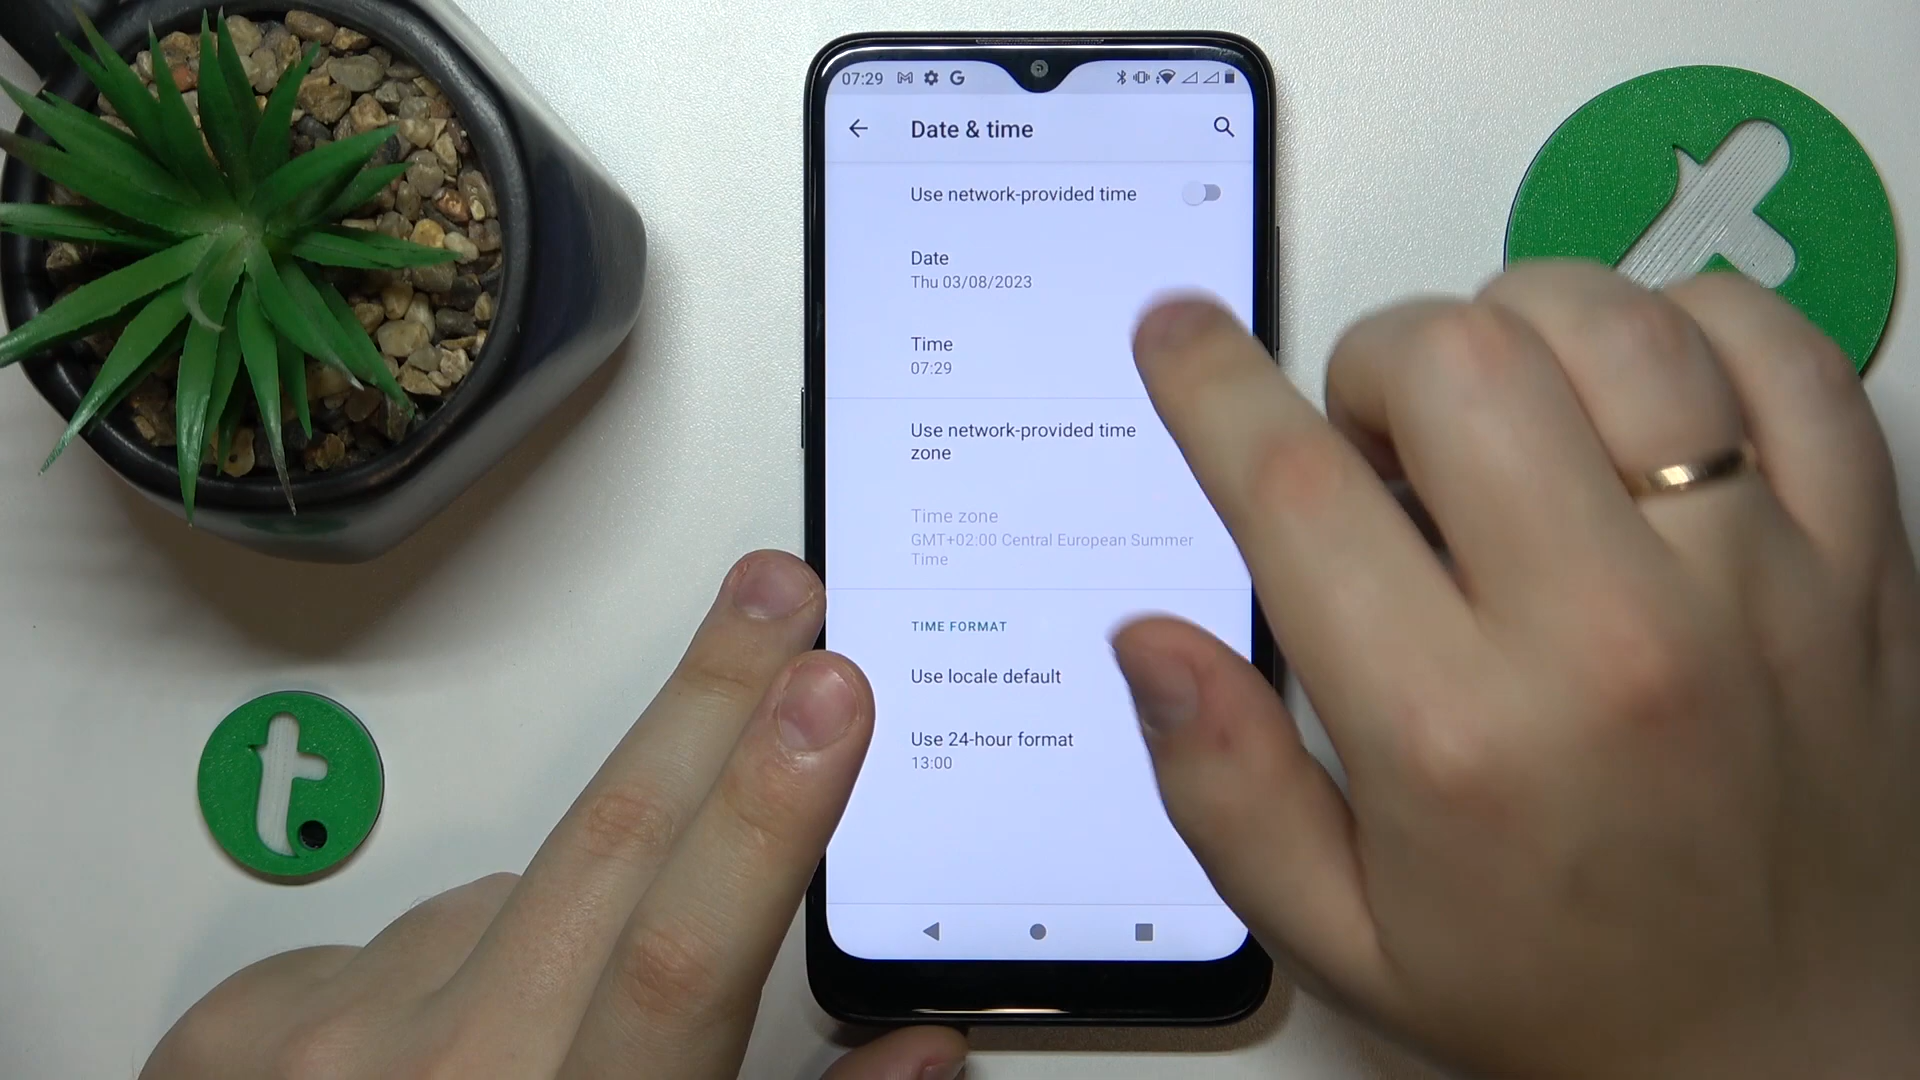 07:29
Date & time
Use network-provided time
Date
Thu 03/08/2023
Time
07:29
Use network-provided time
zone
Time zone
GMT+02:00 Central European Summer
Time
TIME FORMAT
Use locale default
Use 24-hour format
13:00